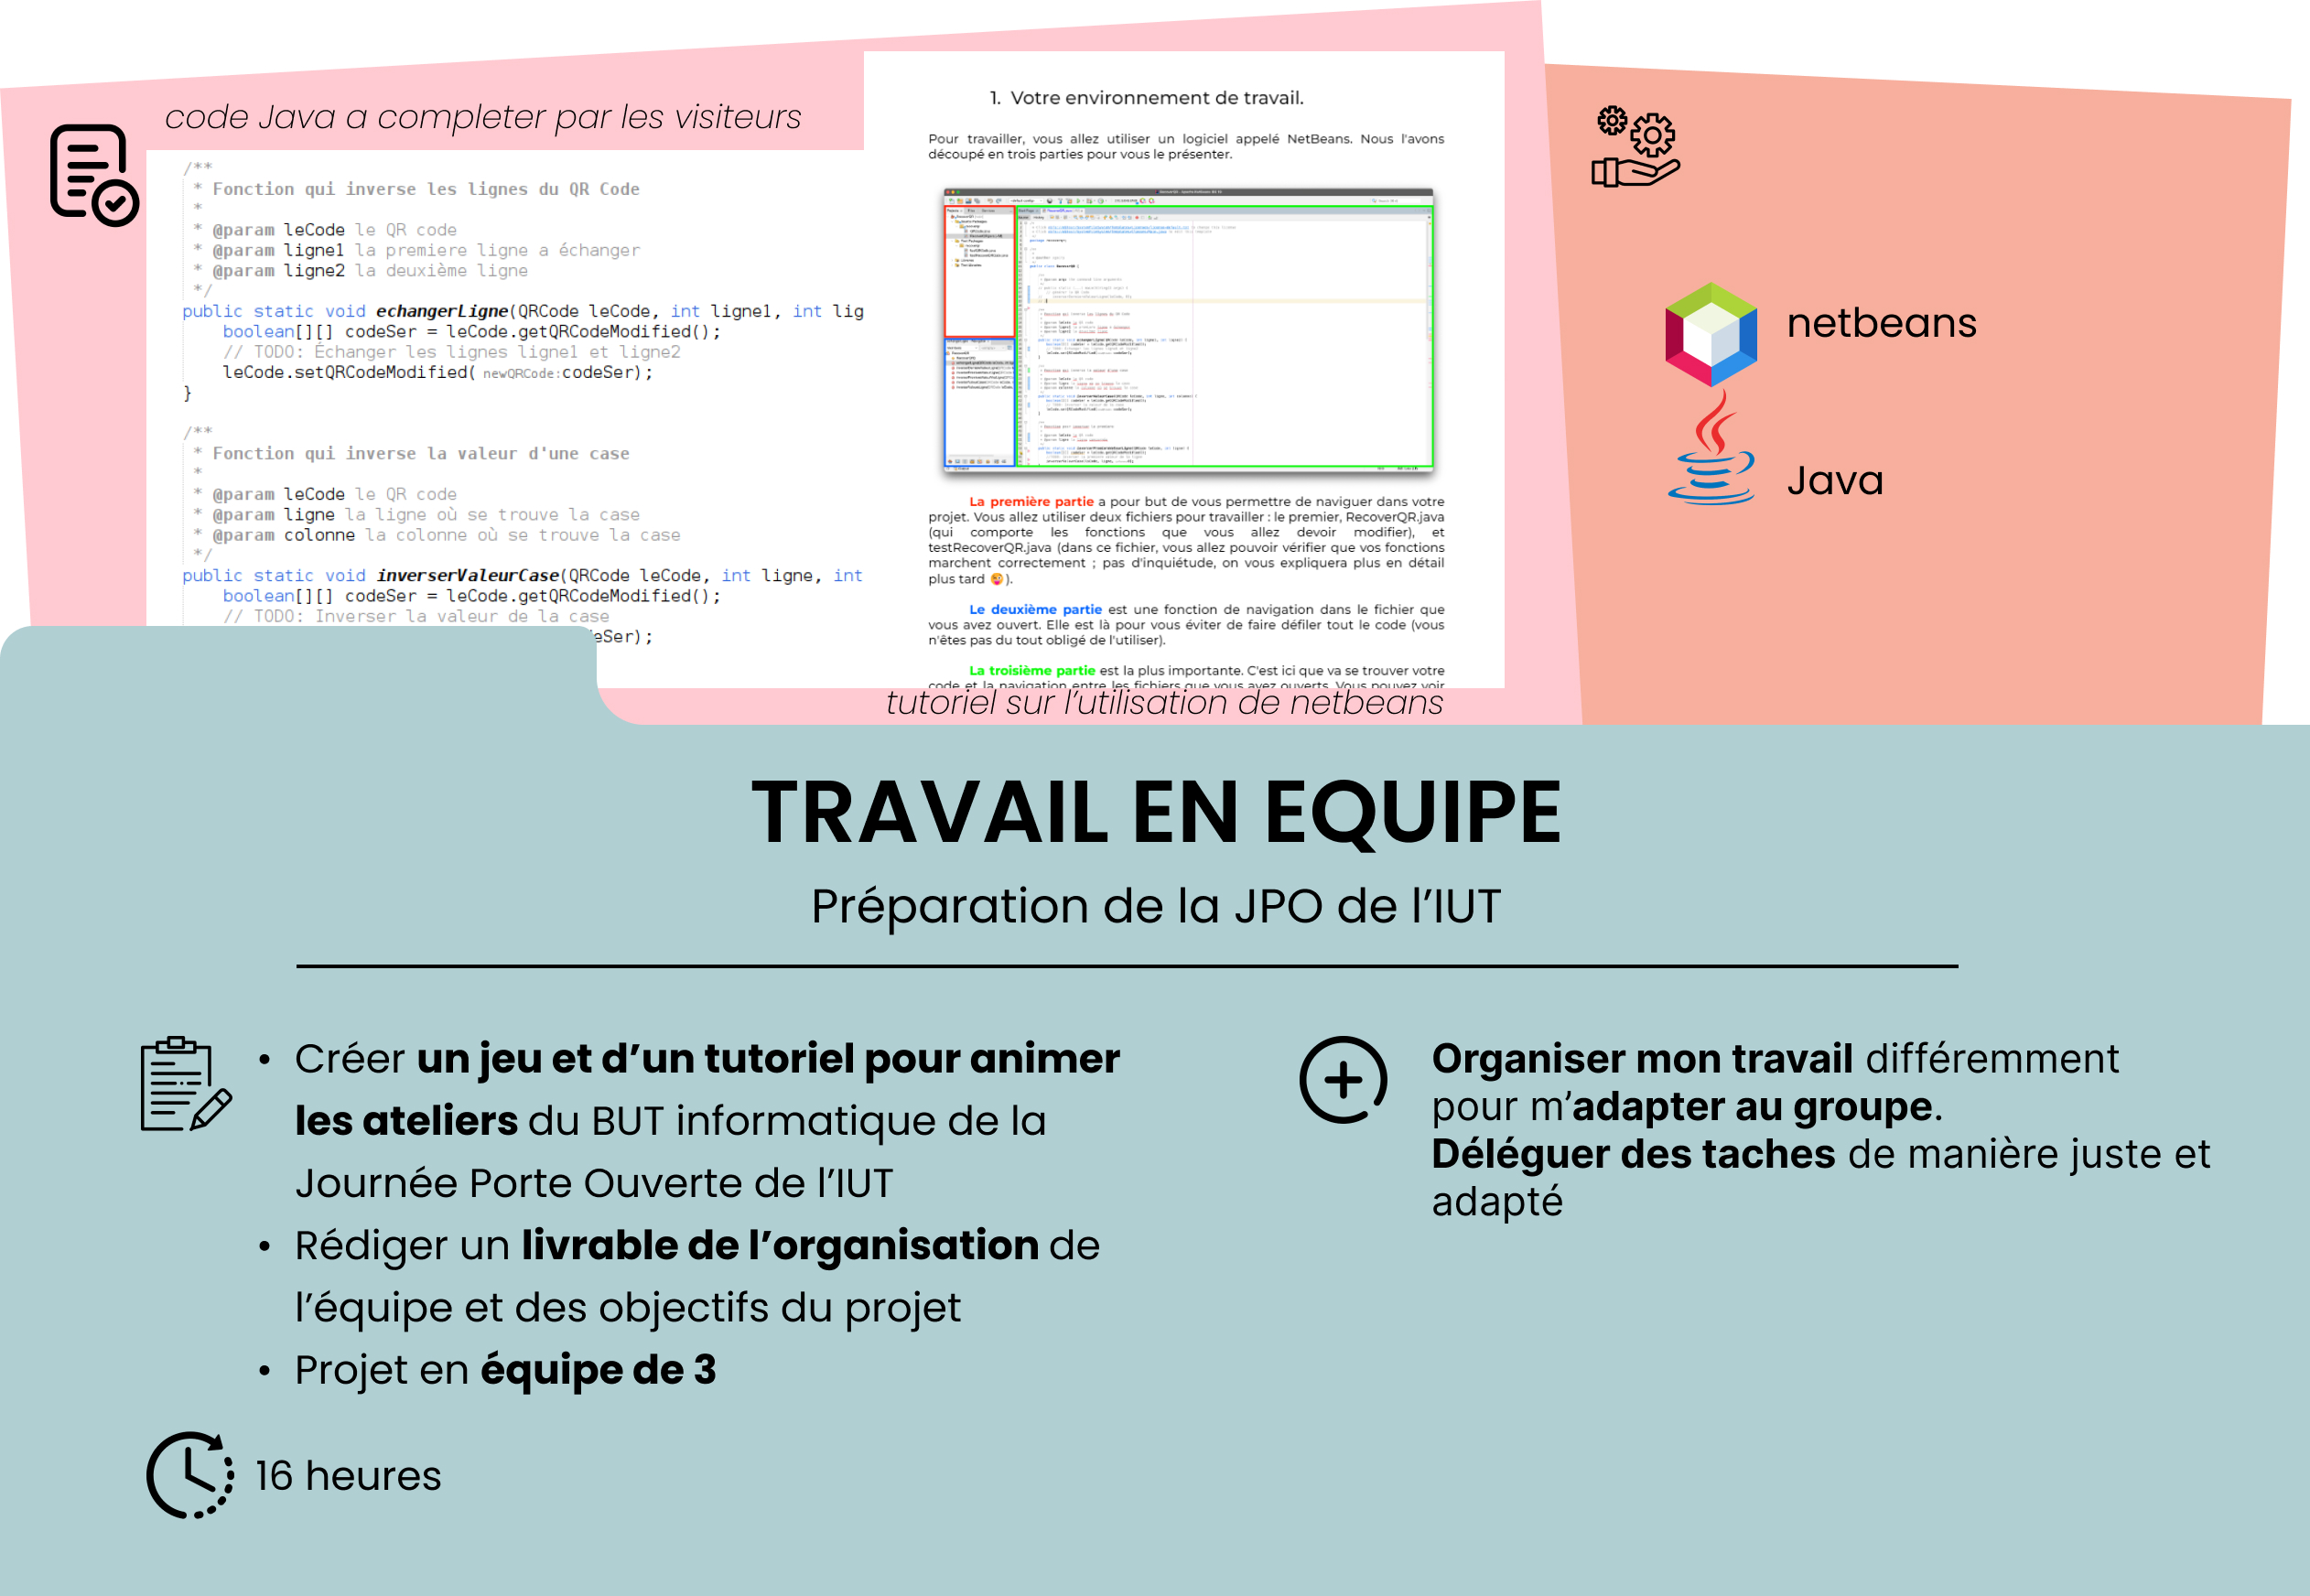 code Java a completer par les visiteurs
/**
* Fonction qui inverse les lignes du QR Code
*
* @param leCode le QR code
* @param ligne1 la premiere ligne a échanger
* @param ligne2 la deuxième ligne
*/
public static void echangerLigne(QRCode leCode, int ligne1, int lig
boolean[][] codeSer = leCode.getQRCodeModified();
// TODO: Échanger les lignes ligne1 et ligne2
leCode.setQRCodeModified( newQRCode: codeSer);
}
/**
* Fonction qui inverse la valeur d'une case
*
* @param leCode le QR code
* @param ligne la ligne où se trouve la case
* @param colonne la colonne où se trouve la case
*/
public static void inverserValeurCase(QRCode leCode, int ligne, int
boolean[][] codeSer = leCode.getQRCodeModified();
// TODO: Inverser la valeur de la case
eSer);
1. Votre environnement de travail.
Pour travailler, vous allez utiliser un logiciel appelé NetBeans. Nous l'avons
découpé en trois parties pour vous le présenter.
La première partie a pour but de vous permettre de naviguer dans votre
projet. Vous allez utiliser deux fichiers pour travailler : le premier, RecoverQR.java
(qui comporte les fonctions que vous allez devoir modifier), et
testRecoverQR.java (dans ce fichier, vous allez pouvoir vérifier que vos fonctions
marchent correctement ; pas d'inquiétude, on vous expliquera plus en détail
plus tard 🤪).
Le deuxième partie est une fonction de navigation dans le fichier que
vous avez ouvert. Elle est là pour vous éviter de faire défiler tout le code (vous
n'êtes pas du tout obligé de l'utiliser).
La troisième partie est la plus importante. C'est ici que va se trouver votre
code et la navigation entre les fichiers que vous avez ouverts. Vous pouvez voir
tutoriel sur l'utilisation de netbeans
netbeans
Java
TRAVAIL EN EQUIPE
Préparation de la JPO de l'IUT
• Créer un jeu et d'un tutoriel pour animer
les ateliers du BUT informatique de la
Journée Porte Ouverte de l'IUT
• Rédiger un livrable de l'organisation de
l'équipe et des objectifs du projet
• Projet en équipe de 3
16 heures
Organiser mon travail différemment
pour m'adapter au groupe.
Déléguer des taches de manière juste et
adapté